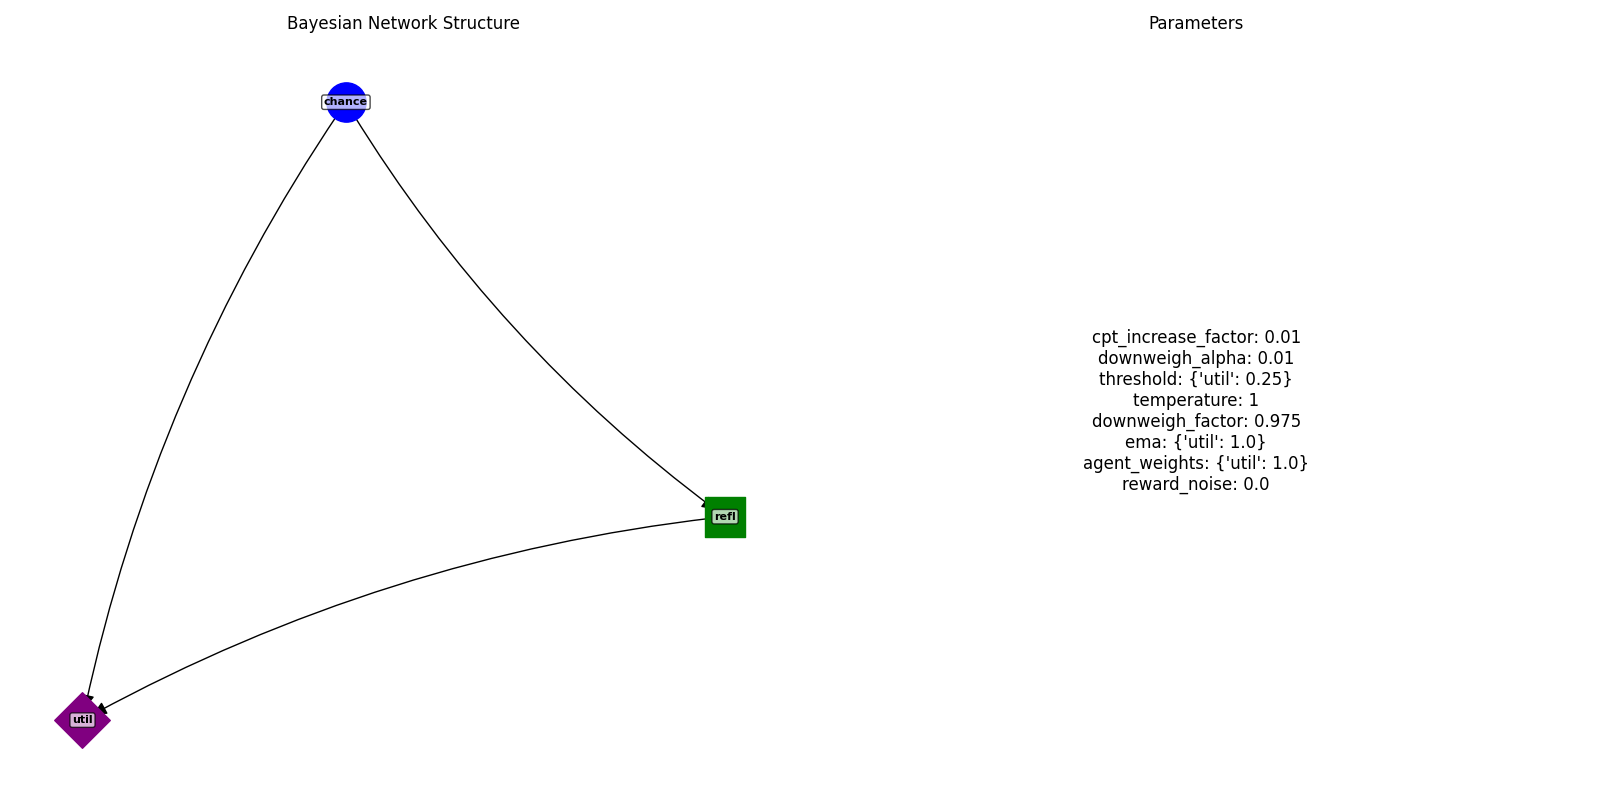 Bayesian Network Structure
Parameters
chance
refl
util
cpt_increase_factor: 0.01
downweigh_alpha: 0.01
threshold: {'util': 0.25}
temperature: 1
downweigh_factor: 0.975
ema: {'util': 1.0}
agent_weights: {'util': 1.0}
reward_noise: 0.0